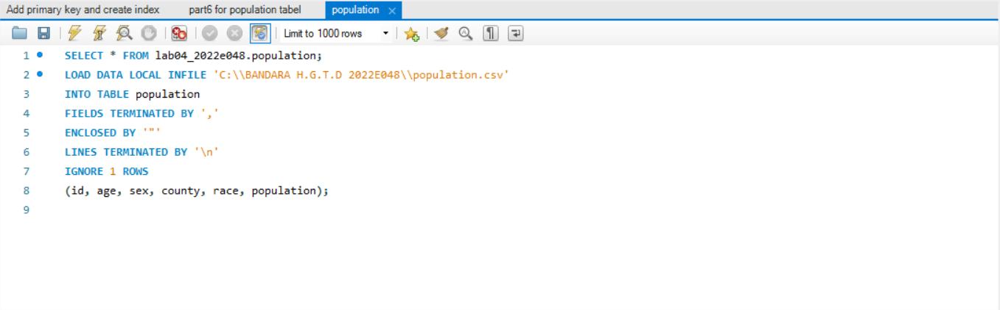 Add primary key and create index part6 for population tabel population
Limit to 1000 rows
1 SELECT * FROM lab04_2022e048.population;
2 LOAD DATA LOCAL INFILE 'C:\\BANDARA H.G.T.D 2022E048\\population.csv'
3 INTO TABLE population
4 FIELDS TERMINATED BY ','
5 ENCLOSED BY '"'
6 LINES TERMINATED BY '\n'
7 IGNORE 1 ROWS
8 (id, age, sex, county, race, population);
9